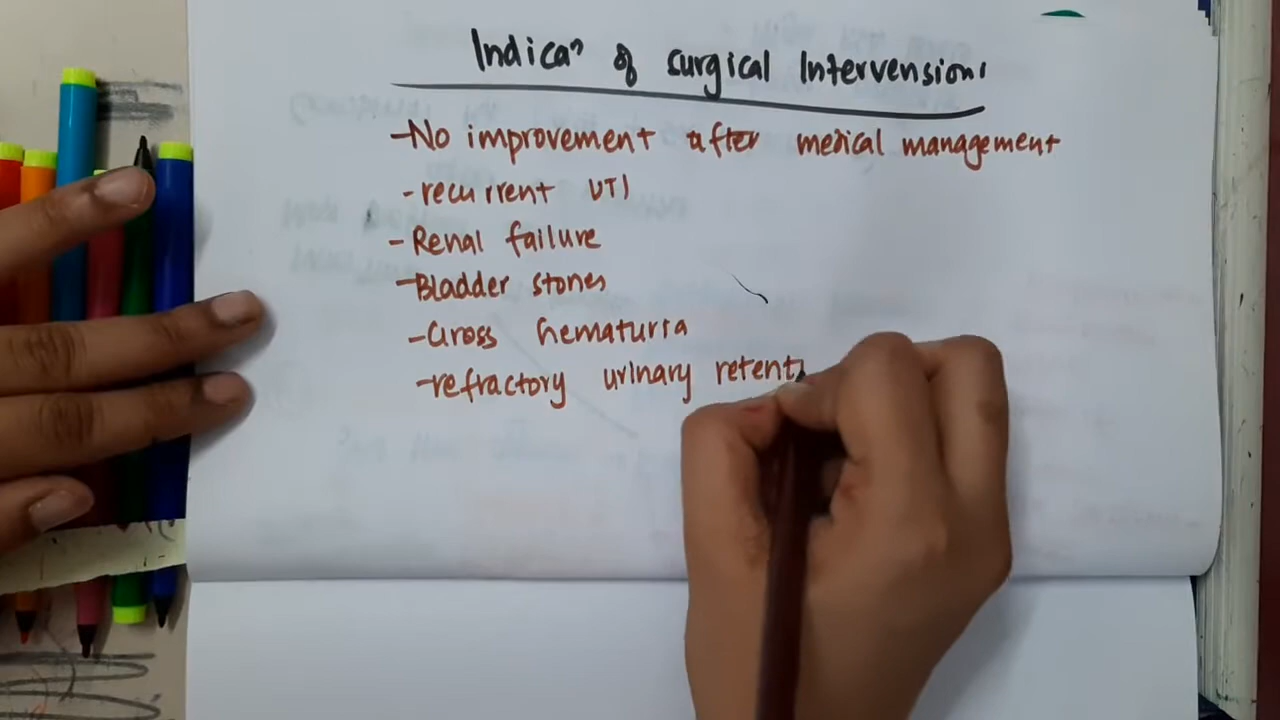 Indicaⁿ of surgical Intervension:
-No improvement after medical management
-recurrent UTI
-Renal failure
-Bladder stones
-Gross hematuria
-refractory urinary retent